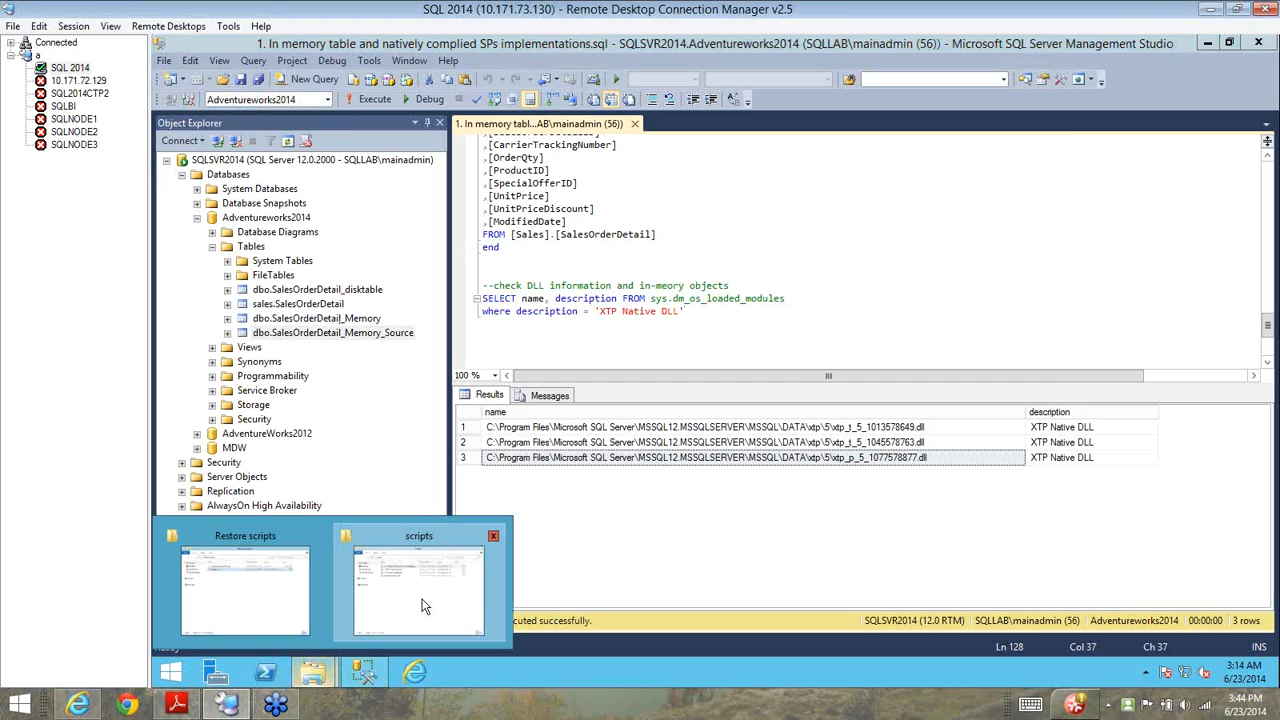 SQL 2014 (10.171.73.130) - Remote Desktop Connection Manager v2.5
File Edit Session View Remote Desktops Tools Help
Connected
a
SQL 2014
10.171.72.129
SQL2014CTP2
SQLBI
SQLNODE1
SQLNODE2
SQLNODE3
1. In memory table and natively complied SPs implementations.sql - SQLSVR2014.Adventureworks2014 (SQLLAB\mainadmin (56)) - Microsoft SQL Server Management Studio
File Edit View Query Project Debug Tools Window Help
New Query
Adventureworks2014 Execute Debug
Object Explorer
Connect
SQLSVR2014 (SQL Server 12.0.2000 - SQLLAB\mainadmin)
Databases
System Databases
Database Snapshots
Adventureworks2014
Database Diagrams
Tables
System Tables
FileTables
dbo.SalesOrderDetail_disktable
sales.SalesOrderDetail
dbo.SalesOrderDetail_Memory
dbo.SalesOrderDetail_Memory_Source
Views
Synonyms
Programmability
Service Broker
Storage
Security
AdventureWorks2012
MDW
Security
Server Objects
Replication
AlwaysOn High Availability
1. In memory tabl...AB\mainadmin (56))
,[CarrierTrackingNumber]
,[OrderQty]
,[ProductID]
,[SpecialOfferID]
,[UnitPrice]
,[UnitPriceDiscount]
,[ModifiedDate]
FROM [Sales].[SalesOrderDetail]
end
--check DLL information and in-meory objects
SELECT name, description FROM sys.dm_os_loaded_modules
where description = 'XTP Native DLL'
100 %
Results Messages
name description
1 C:\Program Files\Microsoft SQL Server\MSSQL12.MSSQLSERVER\MSSQL\DATA\xtp\5\xtp_t_5_1013578649.dll XTP Native DLL
2 C:\Program Files\Microsoft SQL Server\MSSQL12.MSSQLSERVER\MSSQL\DATA\xtp\5\xtp_t_5_1045578763.dll XTP Native DLL
3 C:\Program Files\Microsoft SQL Server\MSSQL12.MSSQLSERVER\MSSQL\DATA\xtp\5\xtp_p_5_1077578877.dll XTP Native DLL
Restore scripts scripts
cuted successfully. SQLSVR2014 (12.0 RTM) SQLLAB\mainadmin (56) Adventureworks2014 00:00:00 3 rows
Ln 128 Col 37 Ch 37 INS
3:14 AM
6/23/2014
3:44 PM
6/23/2014